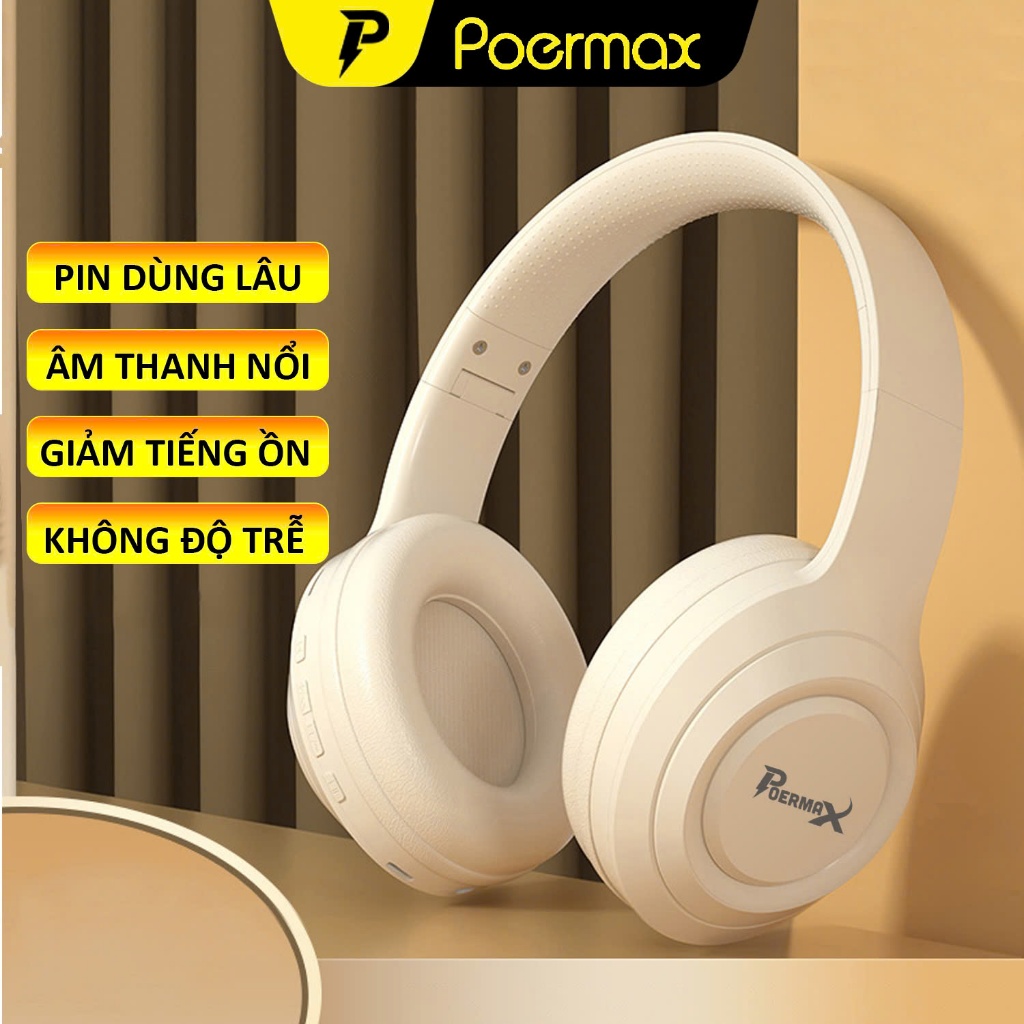 P Poermax
PIN DÙNG LÂU
ÂM THANH NỔI
GIẢM TIẾNG ỒN
KHÔNG ĐỘ TRỄ
POERMAX